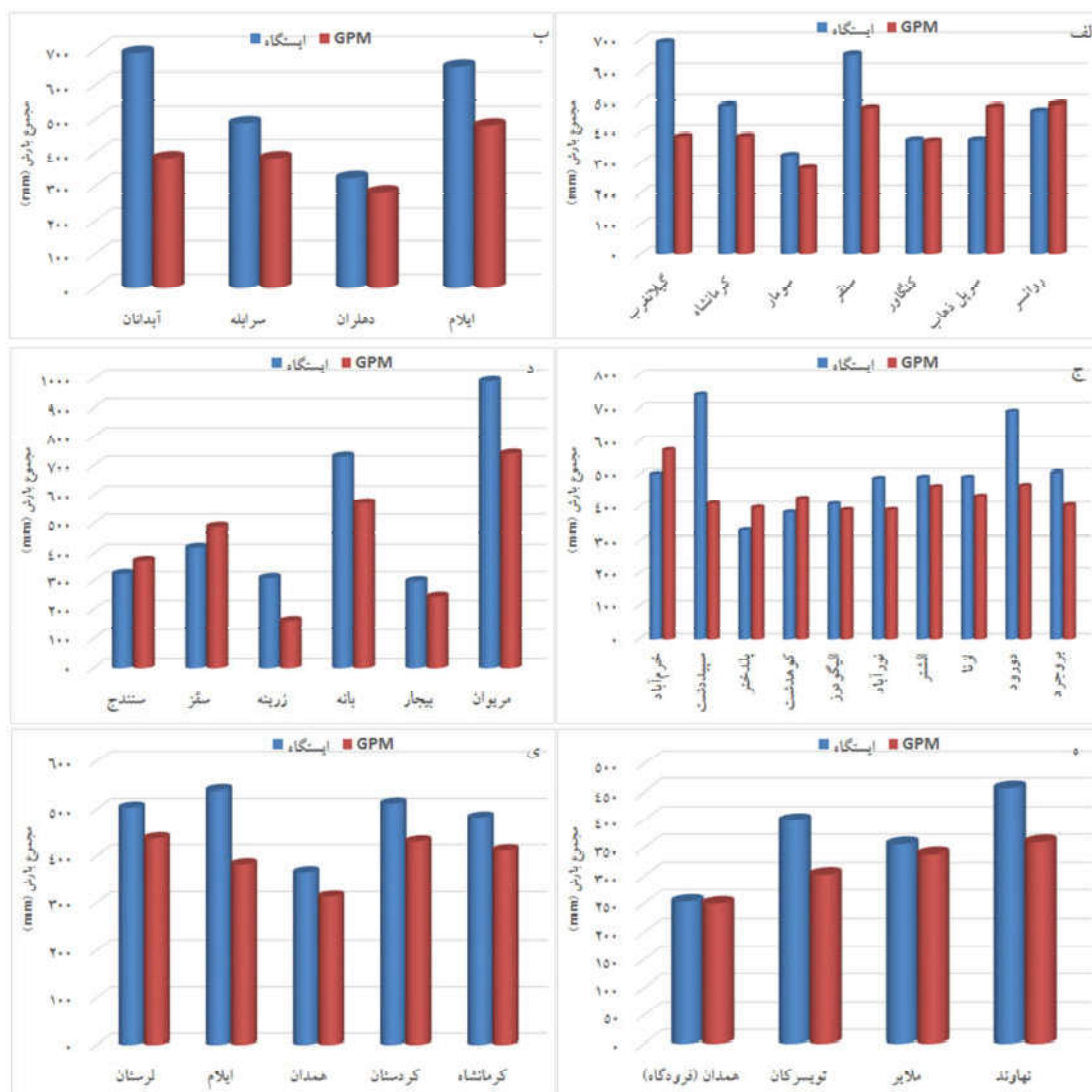 الف
ایستگاه GPM
مجموع بارش (mm)
۷۰۰
۶۰۰
۵۰۰
۴۰۰
۳۰۰
۲۰۰
۱۰۰
۰
گیلانغرب
کرمانشاه
سومار
سنقر
کنگاور
سرپل ذهاب
روانسر
ب
ایستگاه GPM
مجموع بارش (mm)
۷۰۰
۶۰۰
۵۰۰
۴۰۰
۳۰۰
۲۰۰
۱۰۰
۰
آبدانان
سرابله
دهلران
ایلام
ج
ایستگاه GPM
مجموع بارش (mm)
۸۰۰
۷۰۰
۶۰۰
۵۰۰
۴۰۰
۳۰۰
۲۰۰
۱۰۰
۰
خرم‌آباد
سپیددشت
پلدختر
کوهدشت
الیگودرز
نورآباد
الشتر
ازنا
دورود
بروجرد
د
ایستگاه GPM
مجموع بارش (mm)
۱۰۰۰
۹۰۰
۸۰۰
۷۰۰
۶۰۰
۵۰۰
۴۰۰
۳۰۰
۲۰۰
۱۰۰
۰
سنندج
سقز
زرینه
بانه
بیجار
مریوان
ه
ایستگاه GPM
مجموع بارش (mm)
۵۰۰
۴۵۰
۴۰۰
۳۵۰
۳۰۰
۲۵۰
۲۰۰
۱۵۰
۱۰۰
۵۰
۰
همدان (فرودگاه)
تویسرکان
ملایر
نهاوند
ی
ایستگاه GPM
مجموع بارش (mm)
۶۰۰
۵۰۰
۴۰۰
۳۰۰
۲۰۰
۱۰۰
۰
لرستان
ایلام
همدان
کردستان
کرمانشاه